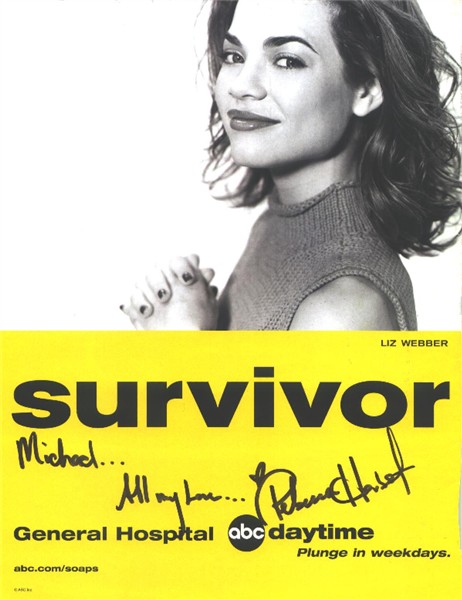 LIZ WEBBER
survivor
Michael...
All my love...
General Hospital abc daytime
Plunge in weekdays.
abc.com/soaps